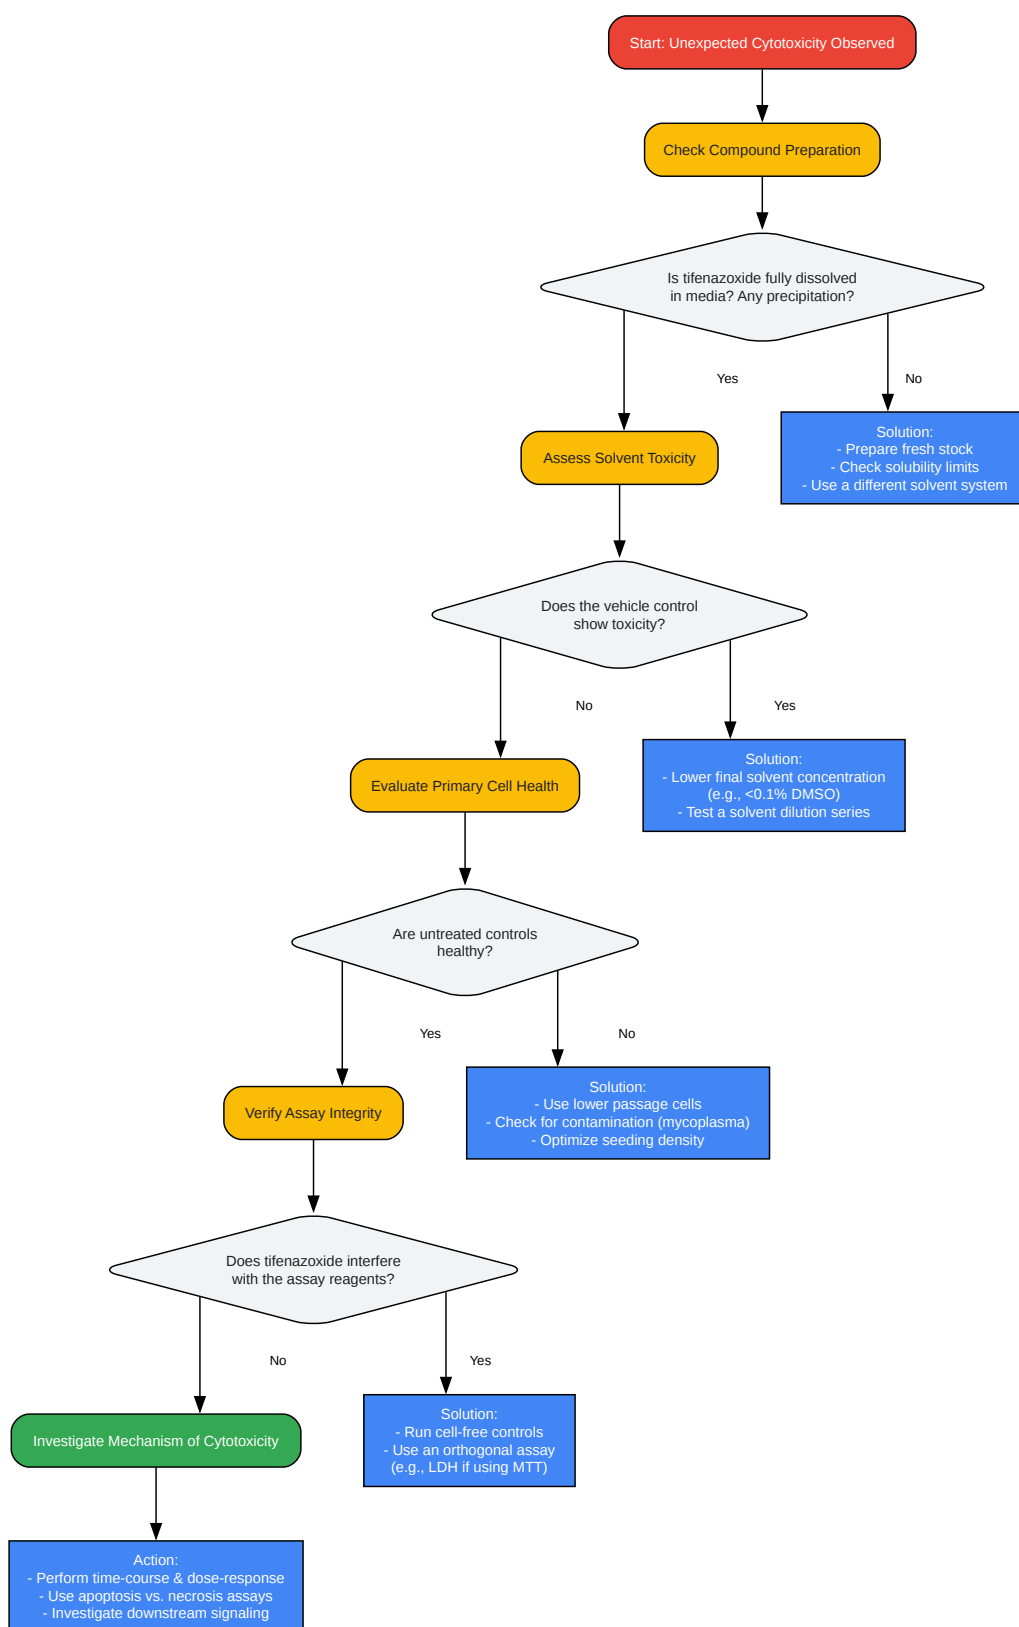 Start: Unexpected Cytotoxicity Observed
Check Compound Preparation
Is tifenazoxide fully dissolved
in media? Any precipitation?
Yes
No
Solution:
- Prepare fresh stock
- Check solubility limits
- Use a different solvent system
Assess Solvent Toxicity
Does the vehicle control
show toxicity?
No
Yes
Solution:
- Lower final solvent concentration
(e.g., <0.1% DMSO)
- Test a solvent dilution series
Evaluate Primary Cell Health
Are untreated controls
healthy?
Yes
No
Solution:
- Use lower passage cells
- Check for contamination (mycoplasma)
- Optimize seeding density
Verify Assay Integrity
Does tifenazoxide interfere
with the assay reagents?
No
Yes
Solution:
- Run cell-free controls
- Use an orthogonal assay
(e.g., LDH if using MTT)
Investigate Mechanism of Cytotoxicity
Action:
- Perform time-course & dose-response
- Use apoptosis vs. necrosis assays
- Investigate downstream signaling